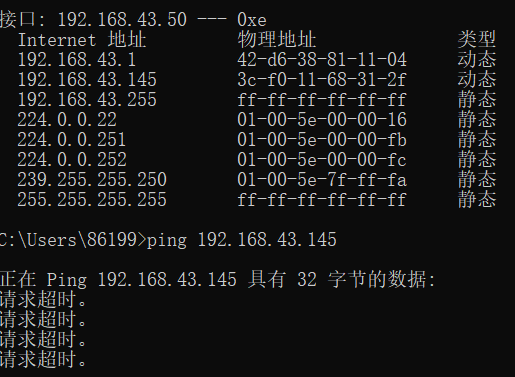 接口: 192.168.43.50 --- 0xe
Internet 地址 物理地址 类型
192.168.43.1 42-d6-38-81-11-04 动态
192.168.43.145 3c-f0-11-68-31-2f 动态
192.168.43.255 ff-ff-ff-ff-ff-ff 静态
224.0.0.22 01-00-5e-00-00-16 静态
224.0.0.251 01-00-5e-00-00-fb 静态
224.0.0.252 01-00-5e-00-00-fc 静态
239.255.255.250 01-00-5e-7f-ff-fa 静态
255.255.255.255 ff-ff-ff-ff-ff-ff 静态
C:\Users\86199>ping 192.168.43.145
正在 Ping 192.168.43.145 具有 32 字节的数据:
请求超时。
请求超时。
请求超时。
请求超时。